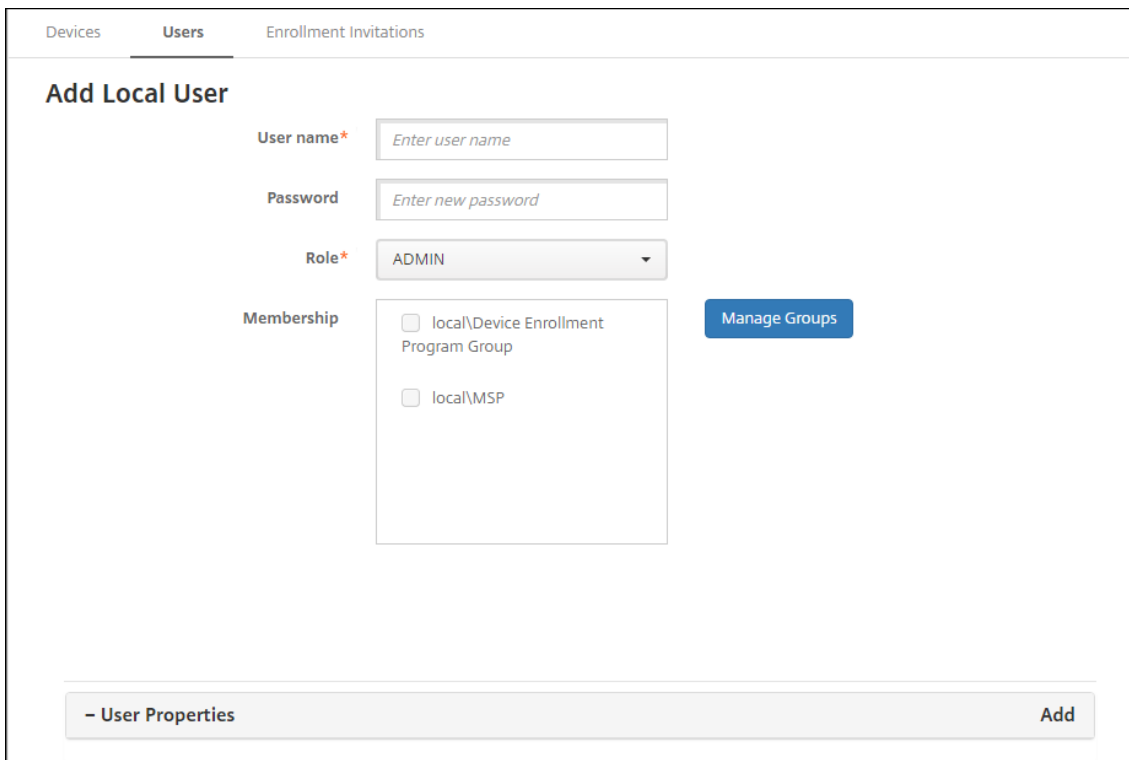 Devices Users Enrollment Invitations
Add Local User
User name* Enter user name
Password Enter new password
Role* ADMIN
Membership local\Device Enrollment Manage Groups
Program Group
local\MSP
– User Properties Add